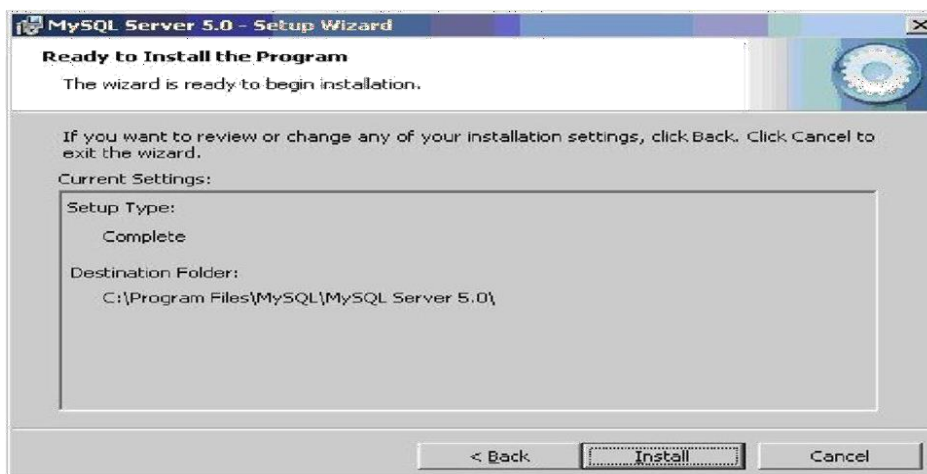 MySQL Server 5.0 - Setup Wizard
Ready to Install the Program
The wizard is ready to begin installation.
If you want to review or change any of your installation settings, click Back. Click Cancel to
exit the wizard.
Current Settings:
Setup Type:
Complete
Destination Folder:
C:\Program Files\MySQL\MySQL Server 5.0\
< Back
Install
Cancel